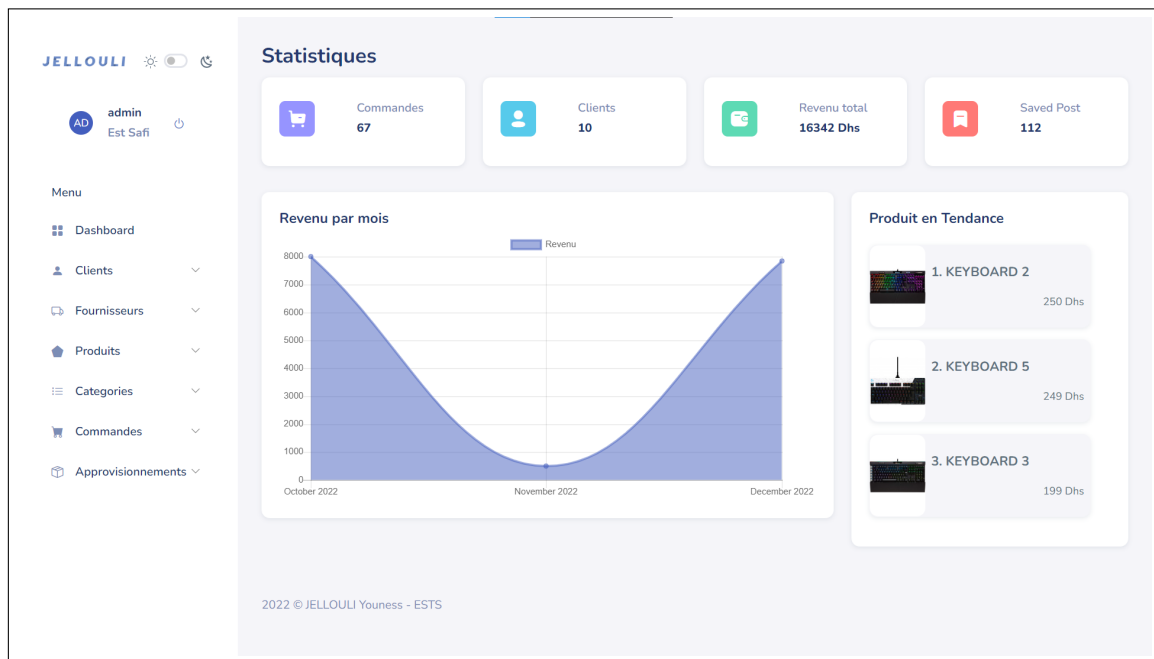 JELLOULI
AD
admin
Est Safi
Menu
Dashboard
Clients
Fournisseurs
Produits
Categories
Commandes
Approvisionnements
Statistiques
Commandes
67
Clients
10
Revenu total
16342 Dhs
Saved Post
112
Revenu par mois
Revenu
8000
7000
6000
5000
4000
3000
2000
1000
0
October 2022
November 2022
December 2022
Produit en Tendance
1. KEYBOARD 2
250 Dhs
2. KEYBOARD 5
249 Dhs
3. KEYBOARD 3
199 Dhs
2022 © JELLOULI Youness - ESTS